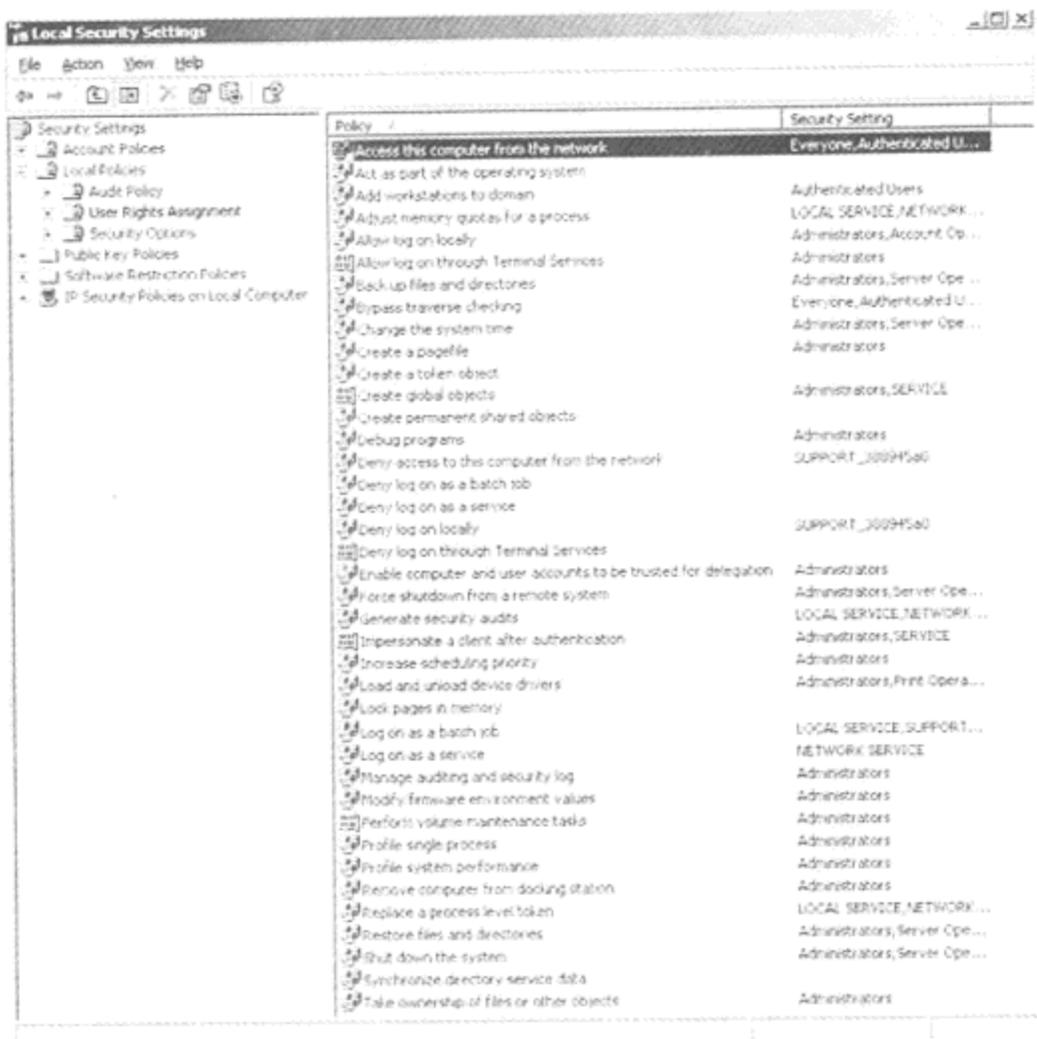 Local Security Settings
File Action View Help
Security Settings
Account Policies
Local Policies
Audit Policy
User Rights Assignment
Security Options
Public Key Policies
Software Restriction Policies
IP Security Policies on Local Computer
Policy Security Setting
Access this computer from the network Everyone,Authenticated U...
Act as part of the operating system
Add workstations to domain Authenticated Users
Adjust memory quotas for a process LOCAL SERVICE,NETWORK...
Allow log on locally Administrators,Account Op...
Allow log on through Terminal Services Administrators
Back up files and directories Administrators,Server Ope...
Bypass traverse checking Everyone,Authenticated U...
Change the system time Administrators,Server Ope...
Create a pagefile Administrators
Create a token object
Create global objects Administrators,SERVICE
Create permanent shared objects
Debug programs Administrators
Deny access to this computer from the network SUPPORT_388945a0
Deny log on as a batch job
Deny log on as a service
Deny log on locally SUPPORT_388945a0
Deny log on through Terminal Services
Enable computer and user accounts to be trusted for delegation Administrators
Force shutdown from a remote system Administrators,Server Ope...
Generate security audits LOCAL SERVICE,NETWORK...
Impersonate a client after authentication Administrators,SERVICE
Increase scheduling priority Administrators
Load and unload device drivers Administrators,Print Opera...
Lock pages in memory
Log on as a batch job LOCAL SERVICE,SUPPORT...
Log on as a service NETWORK SERVICE
Manage auditing and security log Administrators
Modify firmware environment values Administrators
Perform volume maintenance tasks Administrators
Profile single process Administrators
Profile system performance Administrators
Remove computer from docking station Administrators
Replace a process level token LOCAL SERVICE,NETWORK...
Restore files and directories Administrators,Server Ope...
Shut down the system Administrators,Server Ope...
Synchronize directory service data
Take ownership of files or other objects Administrators